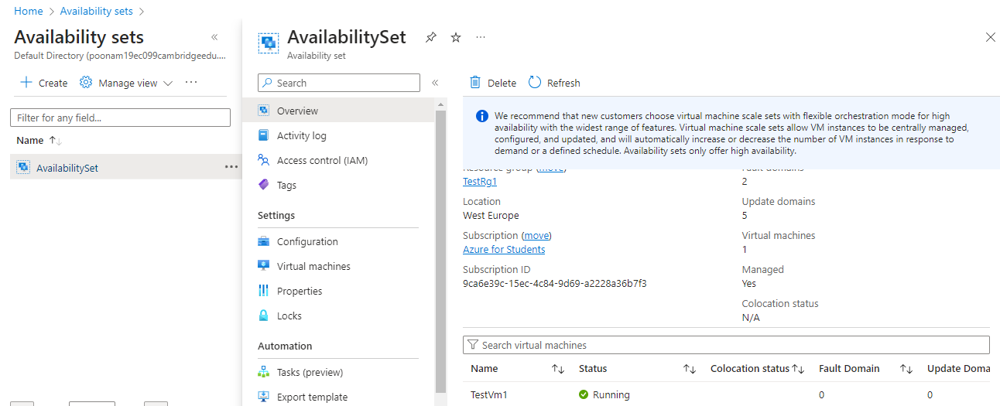 Home > Availability sets >
Availability sets «
Default Directory (poonam19ec099cambridgeedu....
+ Create Manage view ...
Filter for any field...
Name ↑↓
AvailabilitySet ...
AvailabilitySet ...
Availability set
Search «
Overview
Activity log
Access control (IAM)
Tags
Settings
Configuration
Virtual machines
Properties
Locks
Automation
Tasks (preview)
Export template
Delete Refresh
We recommend that new customers choose virtual machine scale sets with flexible orchestration mode for high
availability with the widest range of features. Virtual machine scale sets allow VM instances to be centrally managed,
configured, and updated, and will automatically increase or decrease the number of VM instances in response to
demand or a defined schedule. Availability sets only offer high availability.
Resource group (move)
TestRg1
Location
West Europe
Subscription (move)
Azure for Students
Subscription ID
9ca6e39c-15ec-4c84-9d69-a2228a36b7f3
Fault domains
2
Update domains
5
Virtual machines
1
Managed
Yes
Colocation status
N/A
Search virtual machines
Name ↑↓ Status ↑↓ Colocation status ↑↓ Fault Domain ↑↓ Update Doma
TestVm1 Running 0 0